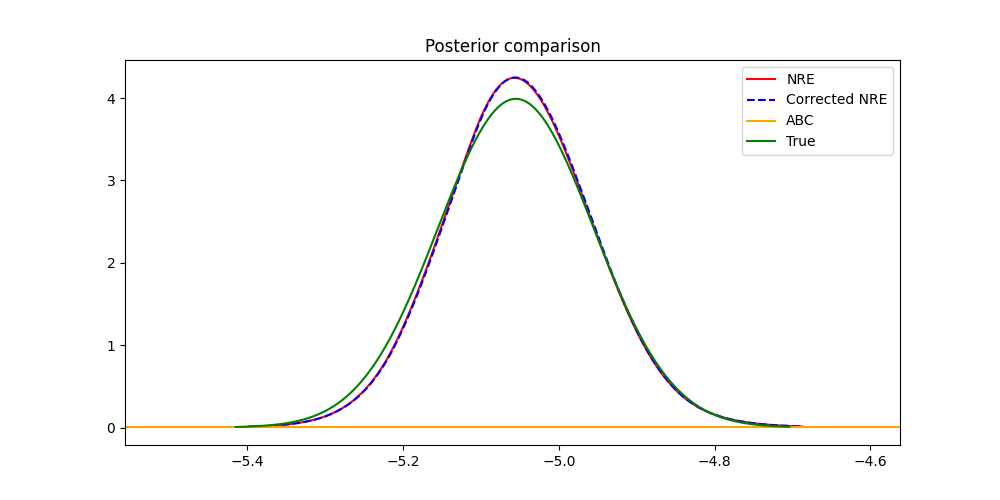 Posterior comparison
NRE
Corrected NRE
ABC
True
4
3
2
1
0
−5.4 −5.2 −5.0 −4.8 −4.6